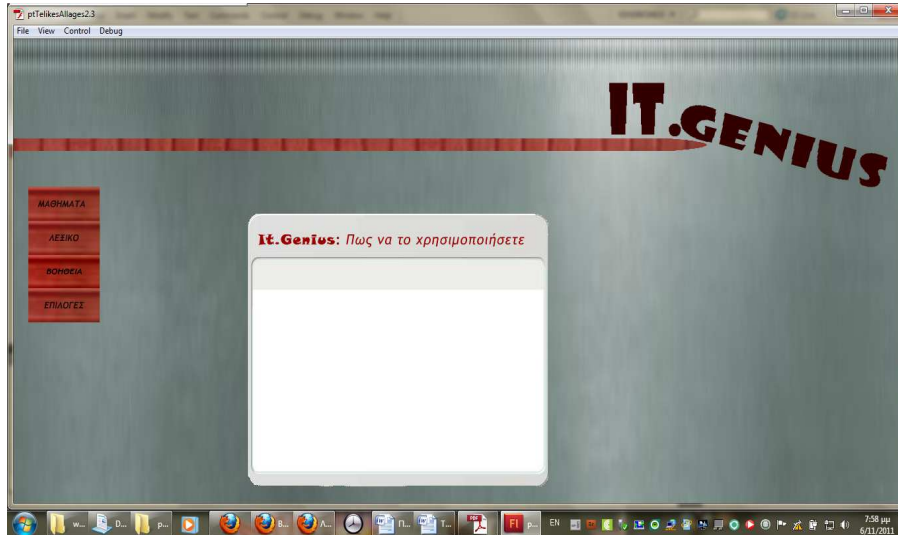 ptTelikesAllages2.3
File View Control Debug
IT.GENIUS
ΜΑΘΗΜΑΤΑ
ΛΕΞΙΚΟ
ΒΟΗΘΕΙΑ
ΕΠΙΛΟΓΕΣ
It.Genius: Πως να το χρησιμοποιήσετε
w... D... p... B... Λ... Π... T... p... EN 7:58 μμ
6/11/2011